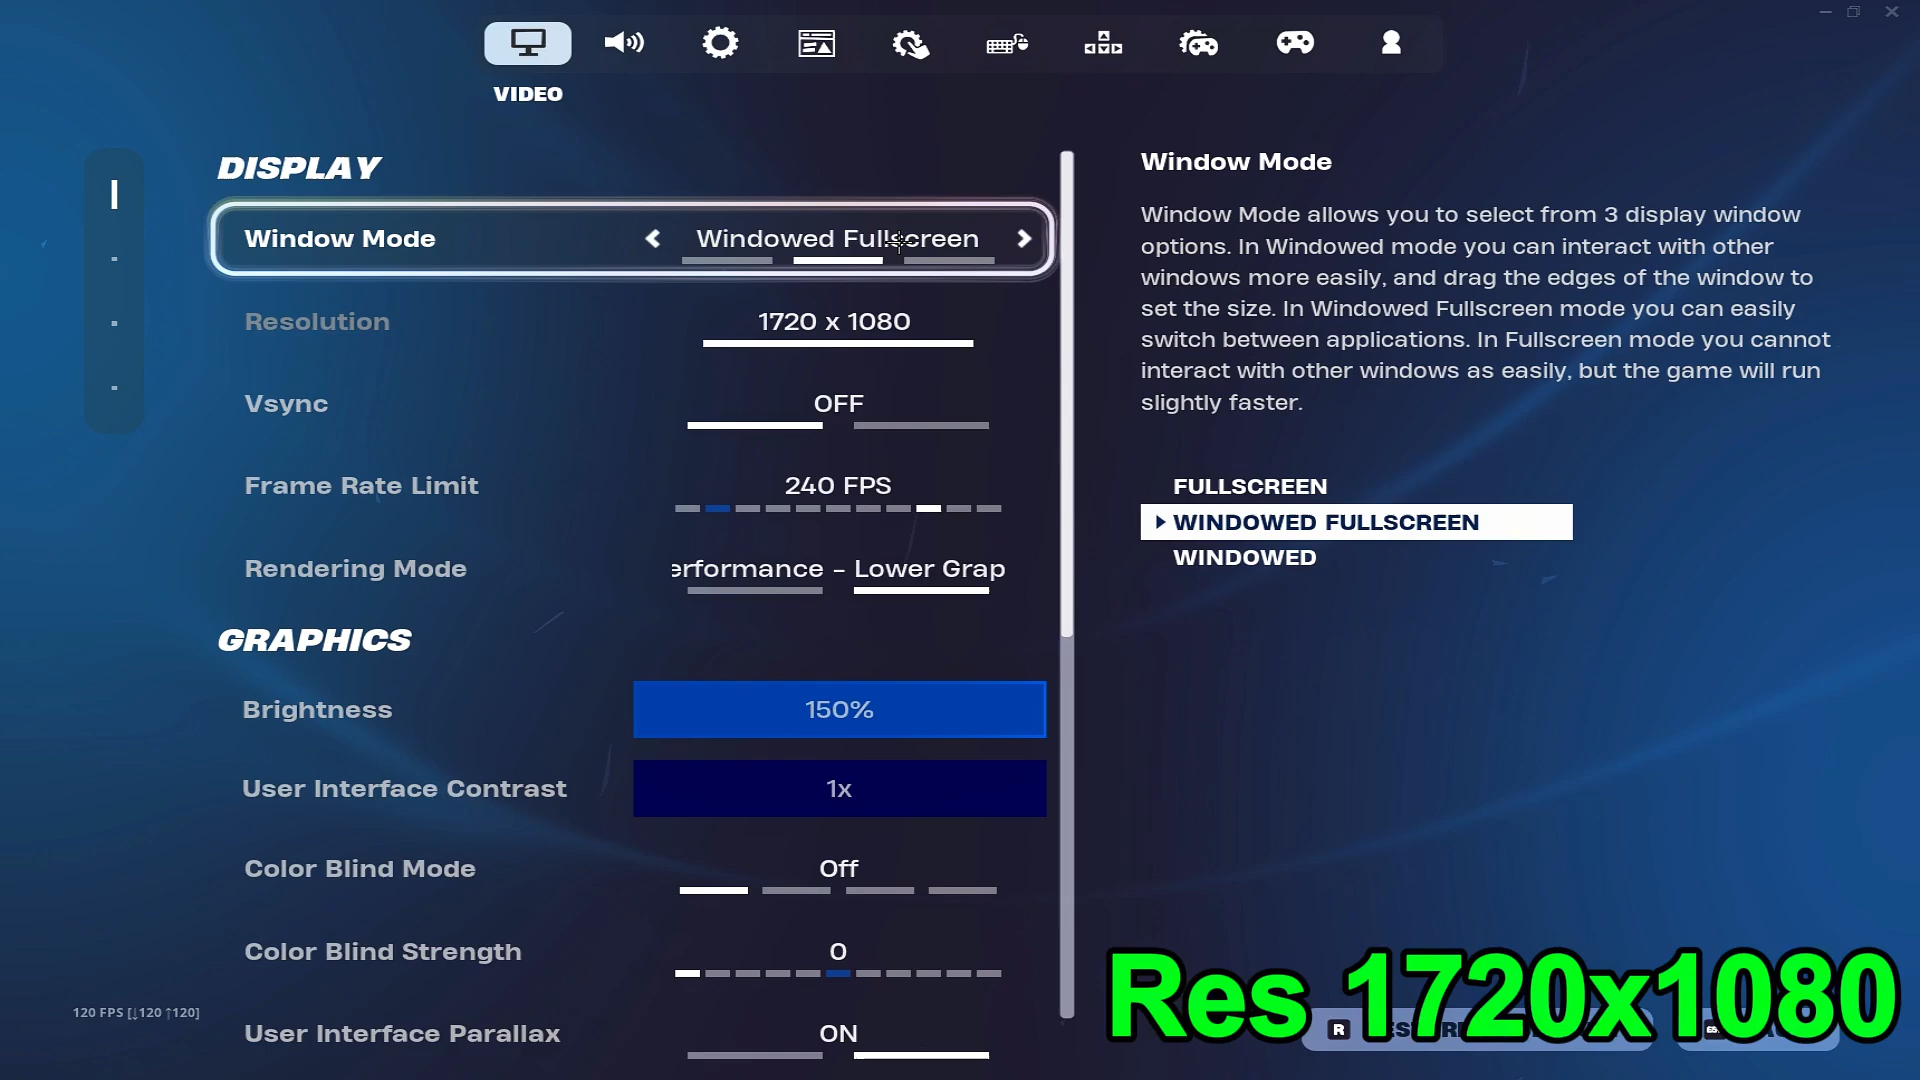 VIDEO
DISPLAY
Window Mode
Windowed Fullscreen
Resolution
1720 x 1080
Vsync
OFF
Frame Rate Limit
240 FPS
Rendering Mode
erformance - Lower Grap
GRAPHICS
Brightness
150%
User Interface Contrast
1x
Color Blind Mode
Off
Color Blind Strength
0
User Interface Parallax
ON
Window Mode
Window Mode allows you to select from 3 display window
options. In Windowed mode you can interact with other
windows more easily, and drag the edges of the window to
set the size. In Windowed Fullscreen mode you can easily
switch between applications. In Fullscreen mode you cannot
interact with other windows as easily, but the game will run
slightly faster.
FULLSCREEN
WINDOWED FULLSCREEN
WINDOWED
120 FPS [↓120 ↑120]
Res 1720x1080
R